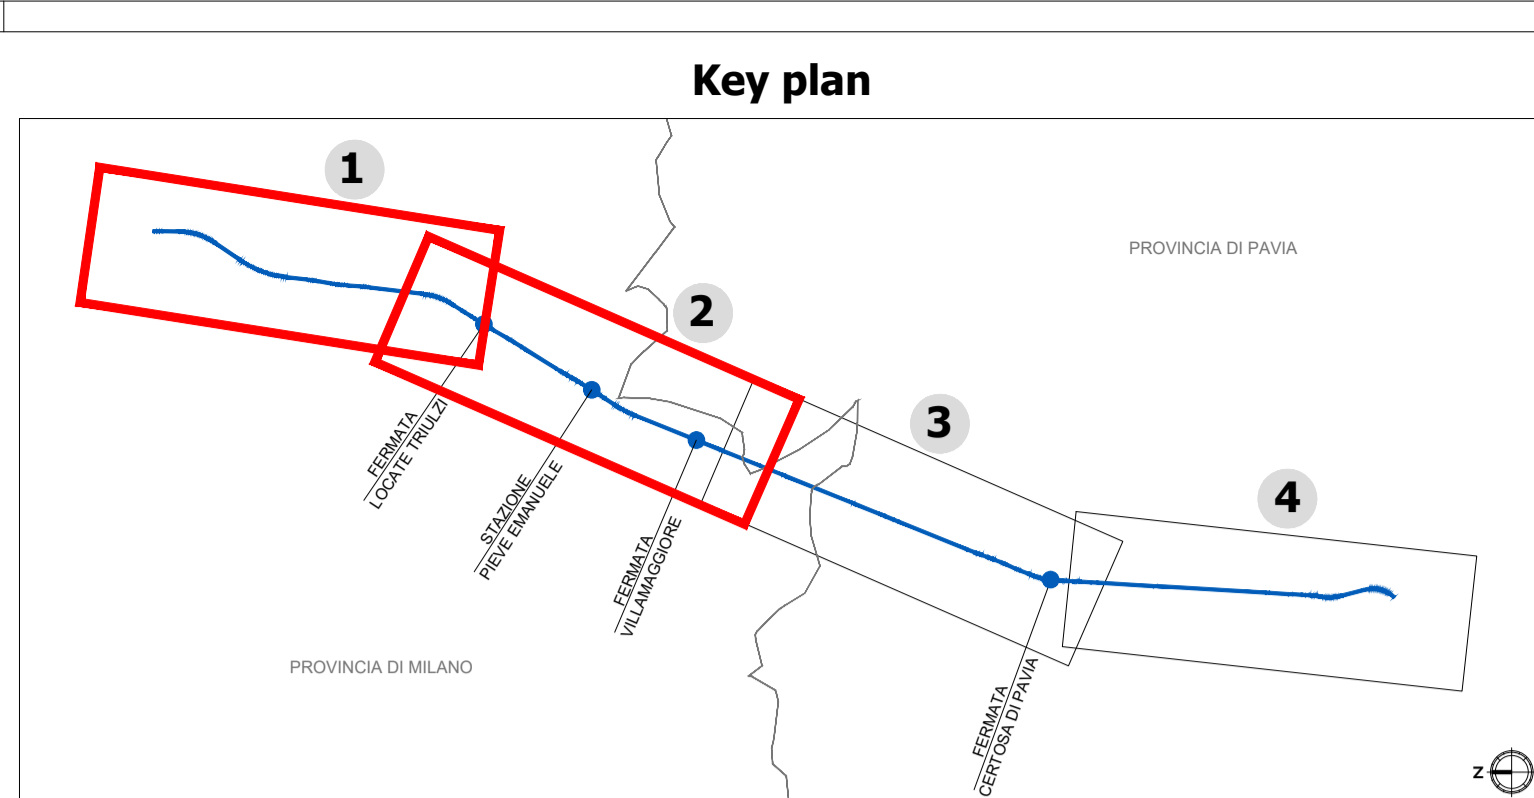 Key plan
1
PROVINCIA DI PAVIA
2
3
FERMATA
LOCATE TRIULZI
STAZIONE
PIEVE EMANUELE
4
FERMATA
VILLAMAGGIORE
PROVINCIA DI MILANO
FERMATA
CERTOSA DI PAVIA
Z